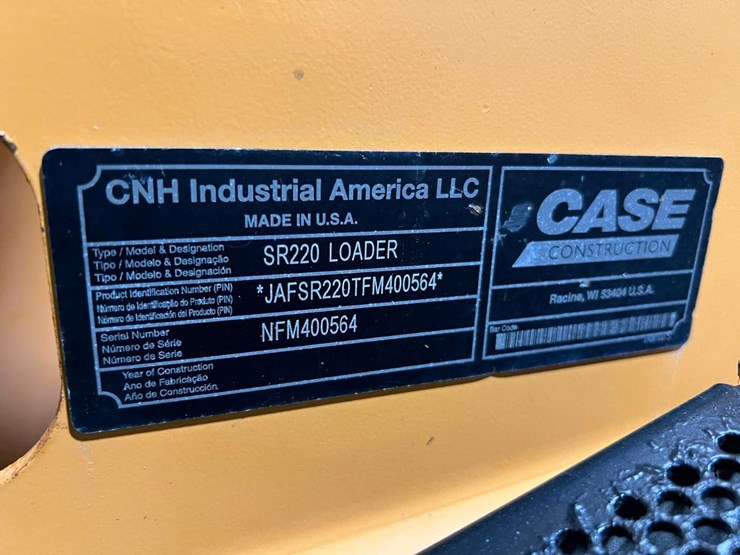 CNH Industrial America LLC
MADE IN U.S.A.
Type / Model & Designation
Tipo / Modelo & Designação
Tipo / Modelo & Designación
SR220 LOADER
Product Identification Number (PIN)
Número de Identificação do Produto (PIN)
Número de Identificación del Producto (PIN)
*JAFSR220TFM400564*
Serial Number
Número de Série
Número de Serie
NFM400564
Year of Construction
Ano de Fabricação
Año de Construcción
CASE
CONSTRUCTION
Racine, WI 53404 U.S.A.
Bar Code